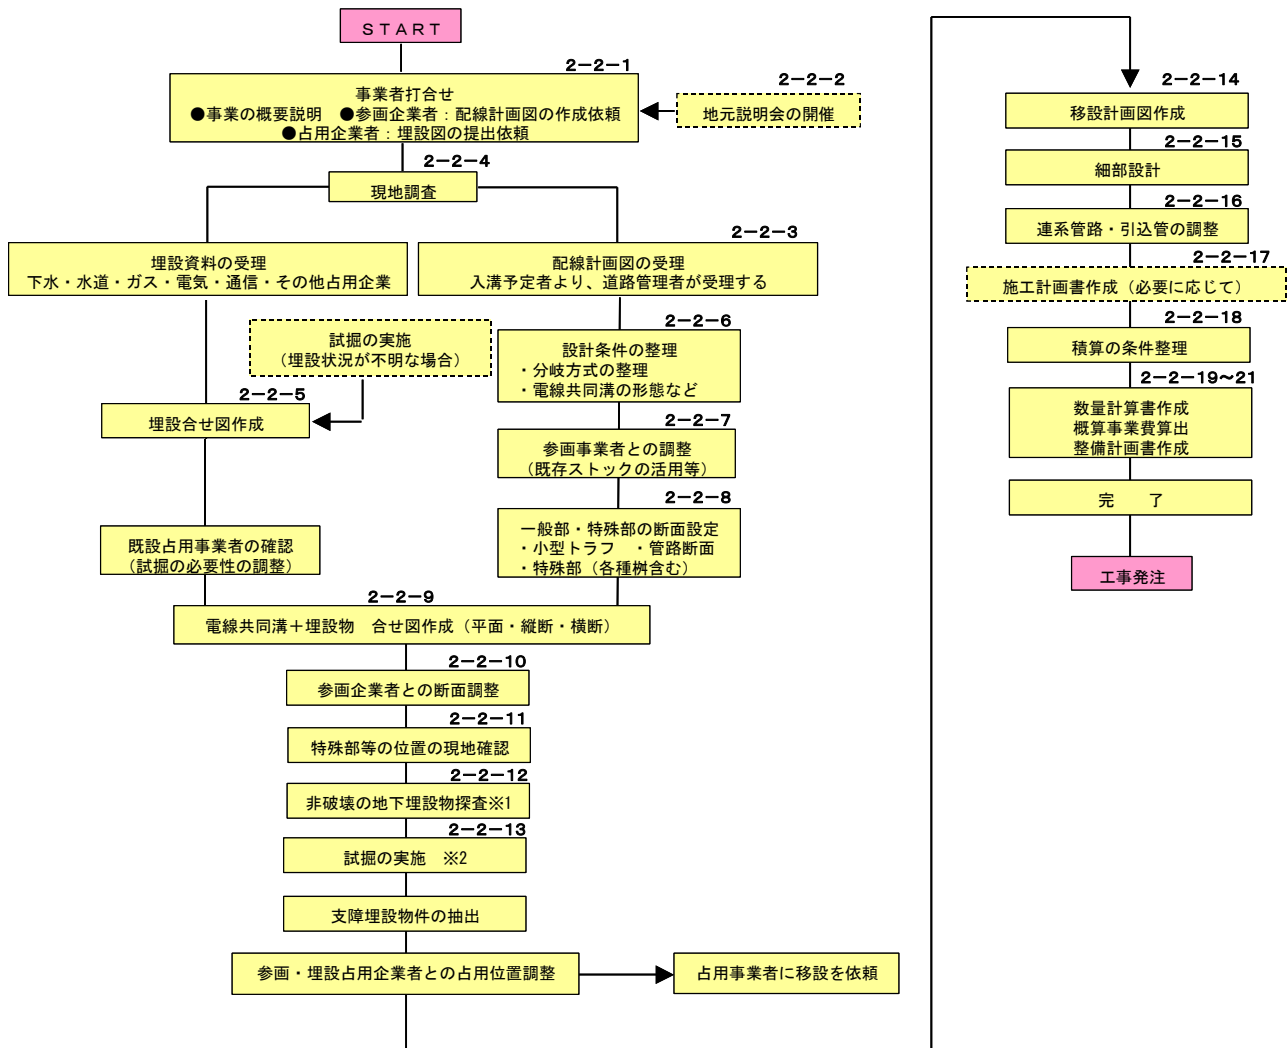 ＳＴＡＲＴ
2－2－1
事業者打合せ
●事業の概要説明　●参画企業者：配線計画図の作成依頼
●占用企業者：埋設図の提出依頼
2－2－2
地元説明会の開催
2－2－4
現地調査
埋設資料の受理
下水・水道・ガス・電気・通信・その他占用企業
2－2－3
配線計画図の受理
入溝予定者より、道路管理者が受理する
試掘の実施
（埋設状況が不明な場合）
2－2－6
設計条件の整理
・分岐方式の整理
・電線共同溝の形態など
2－2－5
埋設合せ図作成
2－2－7
参画事業者との調整
（既存ストックの活用等）
2－2－8
一般部・特殊部の断面設定
・小型トラフ　・管路断面
・特殊部（各種桝含む）
既設占用事業者の確認
（試掘の必要性の調整）
2－2－9
電線共同溝＋埋設物　合せ図作成（平面・縦断・横断）
2－2－10
参画企業者との断面調整
2－2－11
特殊部等の位置の現地確認
2－2－12
非破壊の地下埋設物探査※1
2－2－13
試掘の実施　※2
支障埋設物件の抽出
参画・埋設占用企業者との占用位置調整
占用事業者に移設を依頼
2－2－14
移設計画図作成
2－2－15
細部設計
2－2－16
連系管路・引込管の調整
2－2－17
施工計画書作成（必要に応じて）
2－2－18
積算の条件整理
2－2－19～21
数量計算書作成
概算事業費算出
整備計画書作成
完　　了
工事発注